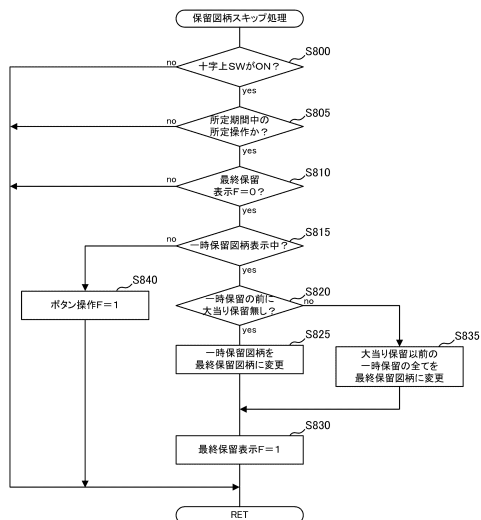 保留図柄スキップ処理
S800
十字上SWがON？
no
yes
S805
所定期間中の
所定操作か？
no
yes
S810
最終保留
表示F＝0？
no
yes
S815
一時保留図柄表示中？
no
yes
S840
ボタン操作F＝1
S820
一時保留の前に
大当り保留無し？
no
yes
S825
一時保留図柄を
最終保留図柄に変更
S835
大当り保留以前の
一時保留の全てを
最終保留図柄に変更
S830
最終保留表示F＝1
RET